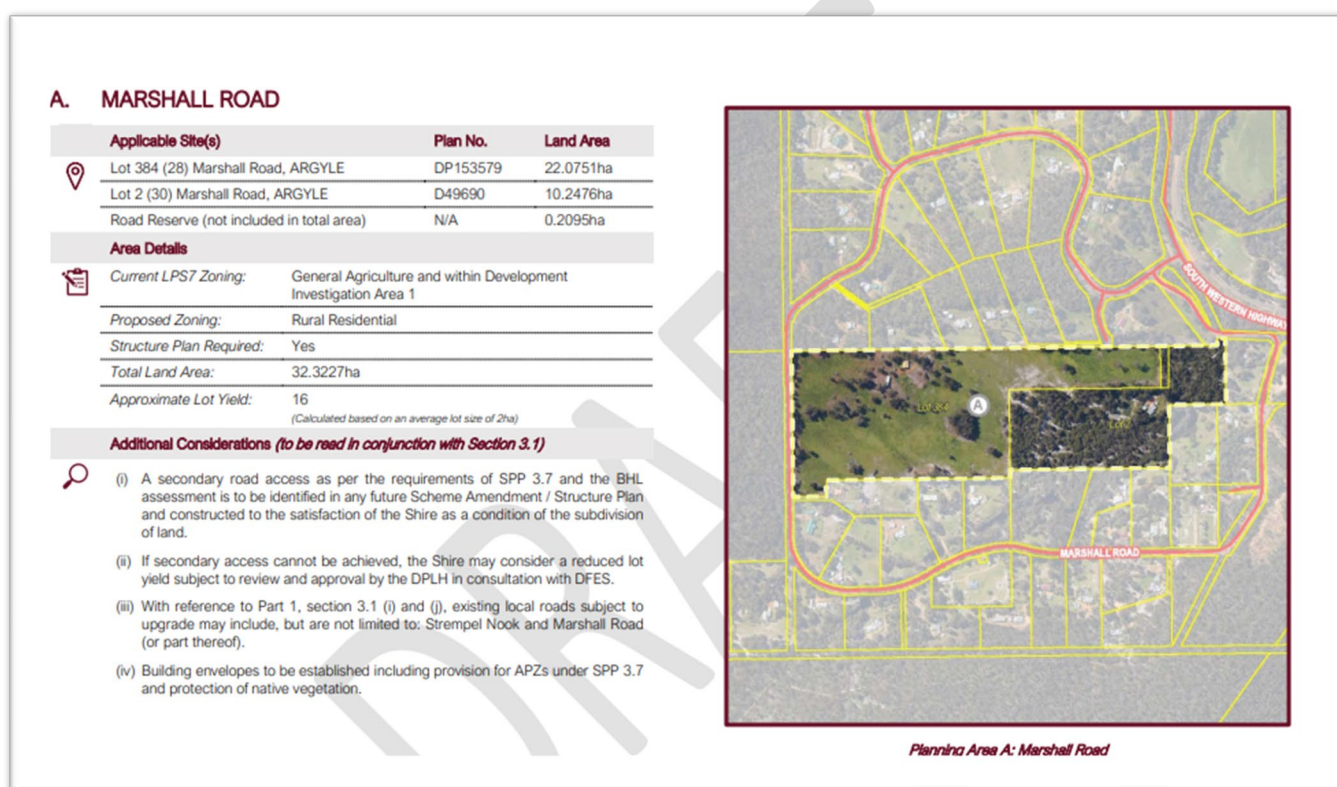 A. MARSHALL ROAD
Applicable Site(s) Plan No. Land Area
Lot 384 (28) Marshall Road, ARGYLE DP153579 22.0751ha
Lot 2 (30) Marshall Road, ARGYLE D49690 10.2476ha
Road Reserve (not included in total area) N/A 0.2095ha
Area Details
Current LPS7 Zoning: General Agriculture and within Development
Investigation Area 1
Proposed Zoning: Rural Residential
Structure Plan Required: Yes
Total Land Area: 32.3227ha
Approximate Lot Yield: 16
(Calculated based on an average lot size of 2ha)
Additional Considerations (to be read in conjunction with Section 3.1)
(i) A secondary road access as per the requirements of SPP 3.7 and the BHL
assessment is to be identified in any future Scheme Amendment / Structure Plan
and constructed to the satisfaction of the Shire as a condition of the subdivision
of land.
(ii) If secondary access cannot be achieved, the Shire may consider a reduced lot
yield subject to review and approval by the DPLH in consultation with DFES.
(iii) With reference to Part 1, section 3.1 (i) and (j), existing local roads subject to
upgrade may include, but are not limited to: Strempel Nook and Marshall Road
(or part thereof).
(iv) Building envelopes to be established including provision for APZs under SPP 3.7
and protection of native vegetation.
SOUTH WESTERN HIGHWAY
Lot 384
A
Lot 2
MARSHALL ROAD
Planning Area A: Marshall Road
DRAF